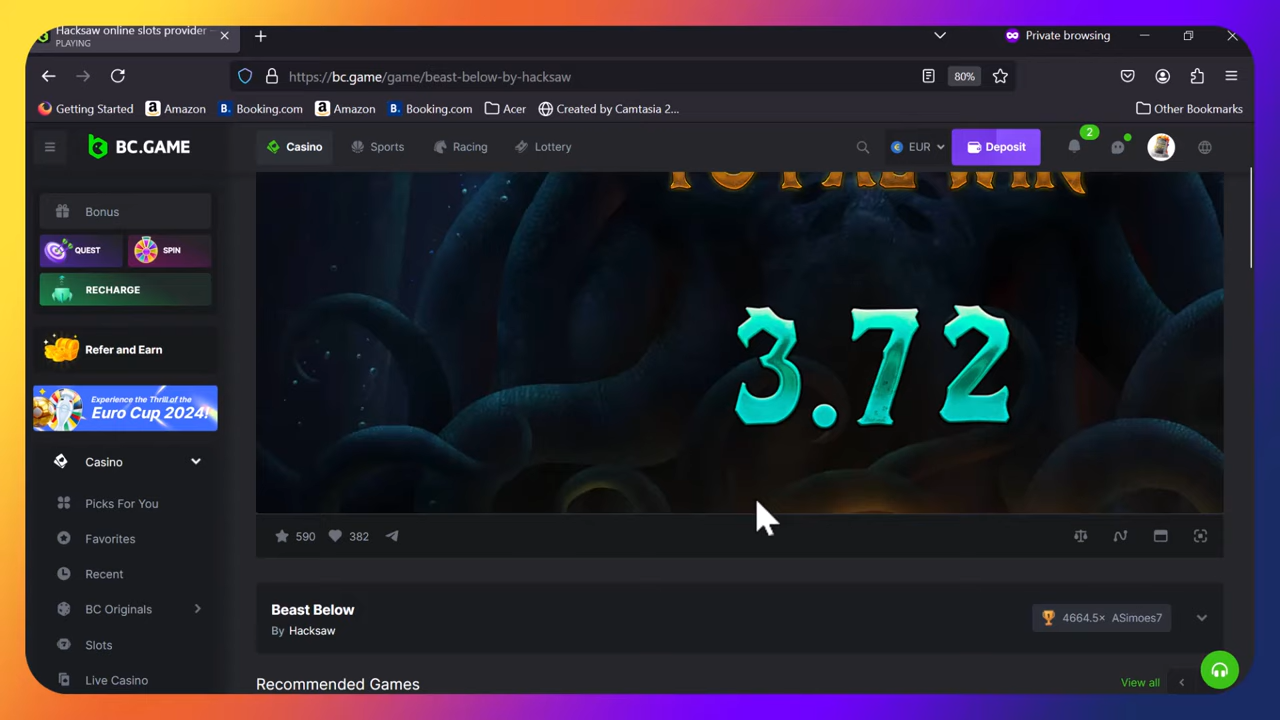 Hacksaw online slots provider
PLAYING
Private browsing
https://bc.game/game/beast-below-by-hacksaw
80%
Getting Started
Amazon
Booking.com
Amazon
Booking.com
Acer
Created by Camtasia 2...
Other Bookmarks
BC.GAME
Casino
Sports
Racing
Lottery
EUR
Deposit
2
Bonus
QUEST
SPIN
RECHARGE
Refer and Earn
Experience the Thrill of the
Euro Cup 2024!
Casino
Picks For You
Favorites
Recent
BC Originals
Slots
Live Casino
TOTAL WIN
3.72
590
382
Beast Below
By Hacksaw
4664.5× ASimoes7
Recommended Games
View all